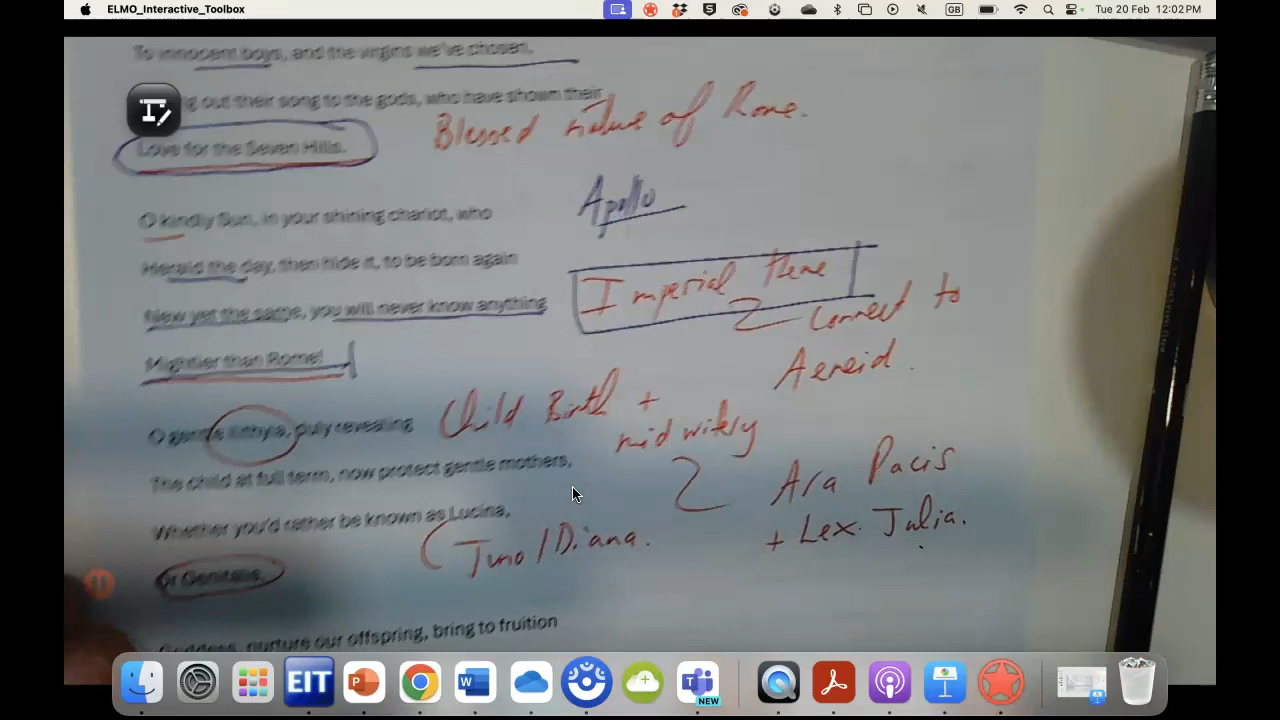 ELMO_Interactive_Toolbox
GB
Tue 20 Feb 12:02 PM
To innocent boys, and the virgins we've chosen,
g out their song to the gods, who have shown their
Love for the Seven Hills.
Blessed nature of Rome.
O kindly Sun, in your shining chariot, who
Apollo
Herald the day, then hide it, to be born again
Imperial theme
New yet the same, you will never know anything
Connect to
Mightier than Rome!
Aeneid.
O gentle Ilithyia, duly revealing
Child Birth +
midwifery
The child at full term, now protect gentle mothers,
Ara Pacis
Whether you'd rather be known as Lucina,
+ Lex Julia.
Juno/Diana.
Or Genitalis.
Goddess, nurture our offspring, bring to fruition
EIT
P
W
NEW